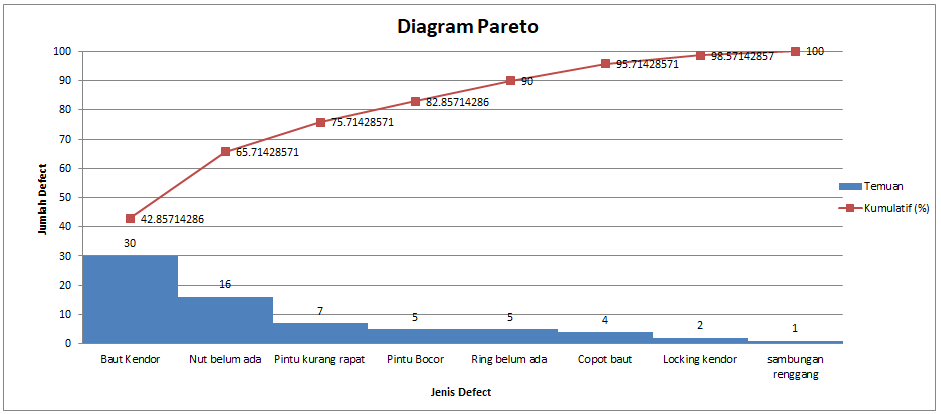 Diagram Pareto
Jumlah Defect
100
90
80
70
60
50
40
30
20
10
0
42.85714286
65.71428571
75.71428571
82.85714286
90
95.71428571
98.57142857
100
30
16
7
5
5
4
2
1
Baut Kendor
Nut belum ada
Pintu kurang rapat
Pintu Bocor
Ring belum ada
Copot baut
Locking kendor
sambungan
renggang
Jenis Defect
Temuan
Kumulatif (%)